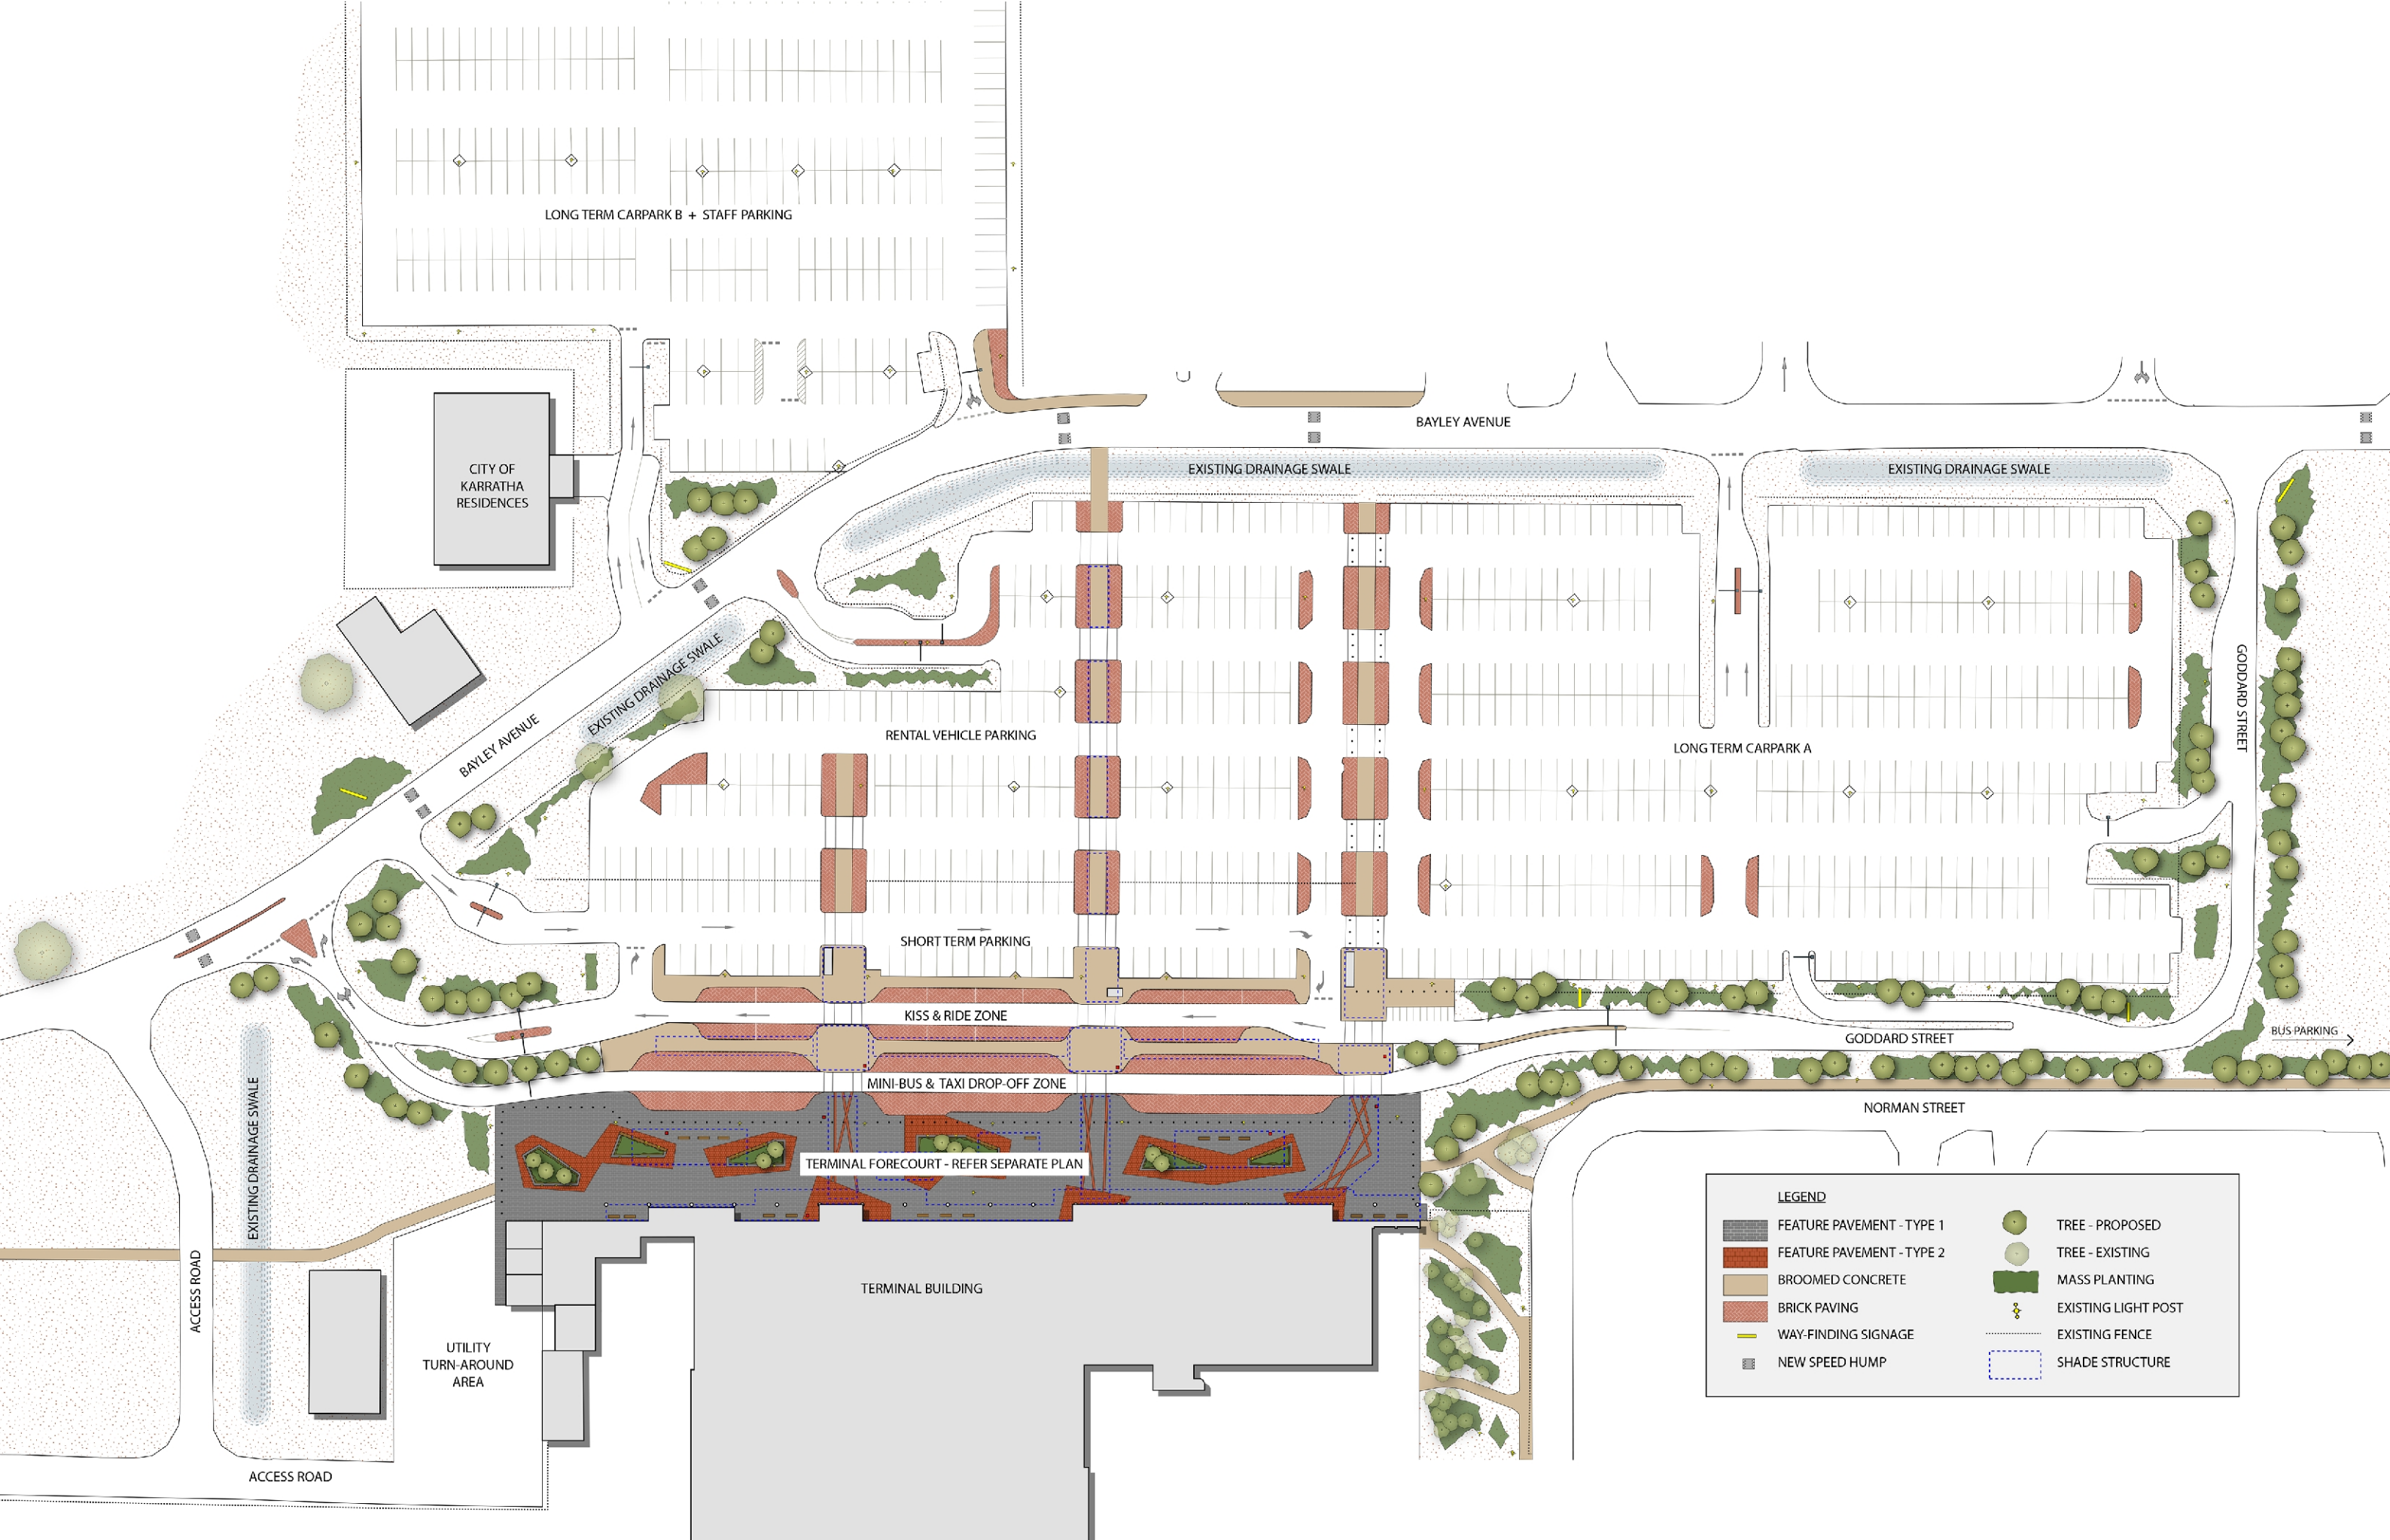 LONG TERM CARPARK B + STAFF PARKING
BAYLEY AVENUE
CITY OF
KARRATHA
RESIDENCES
EXISTING DRAINAGE SWALE
EXISTING DRAINAGE SWALE
EXISTING DRAINAGE SWALE
GODDARD STREET
BAYLEY AVENUE
RENTAL VEHICLE PARKING
LONG TERM CARPARK A
SHORT TERM PARKING
KISS & RIDE ZONE
BUS PARKING
GODDARD STREET
MINI-BUS & TAXI DROP-OFF ZONE
NORMAN STREET
EXISTING DRAINAGE SWALE
TERMINAL FORECOURT - REFER SEPARATE PLAN
ACCESS ROAD
TERMINAL BUILDING
UTILITY
TURN-AROUND
AREA
ACCESS ROAD
LEGEND
FEATURE PAVEMENT - TYPE 1
FEATURE PAVEMENT - TYPE 2
BROOMED CONCRETE
BRICK PAVING
WAY-FINDING SIGNAGE
NEW SPEED HUMP
TREE - PROPOSED
TREE - EXISTING
MASS PLANTING
EXISTING LIGHT POST
EXISTING FENCE
SHADE STRUCTURE